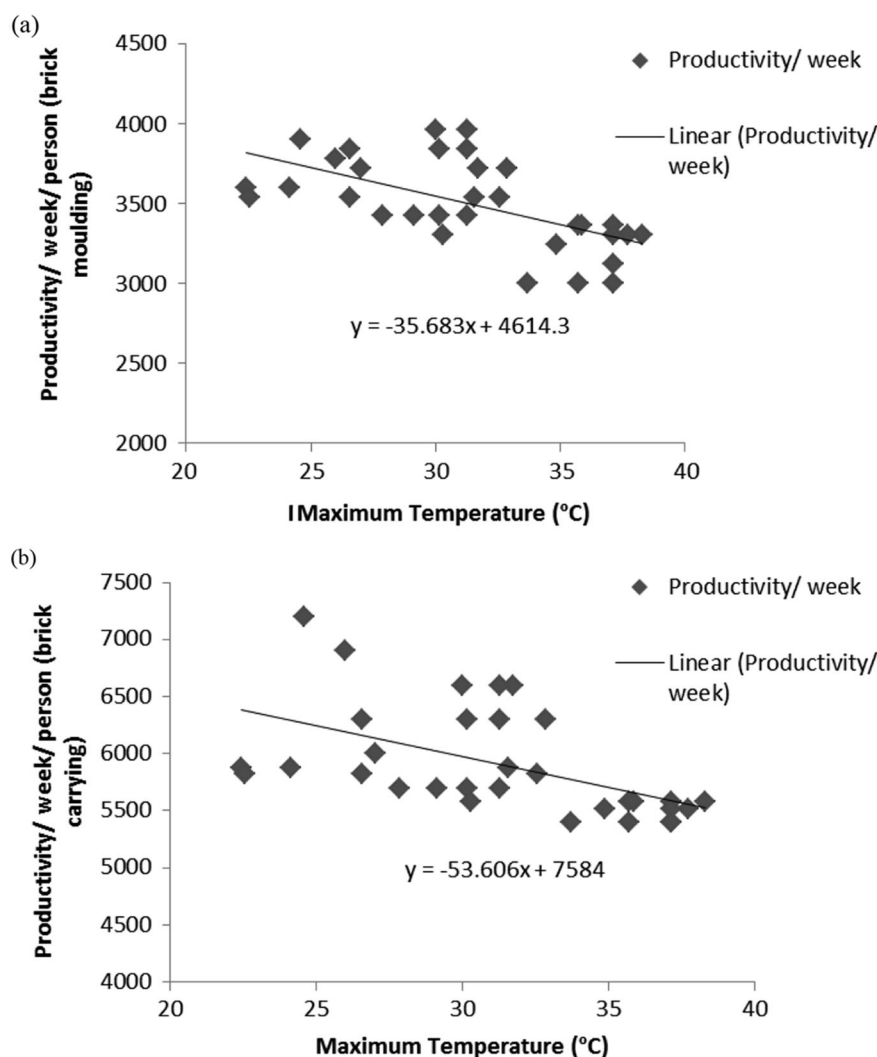 (a)
4500
4000
3500
3000
2500
2000
20 25 30 35 40
Productivity/ week/ person (brick
moulding)
Productivity/ week
Linear (Productivity/
week)
y = -35.683x + 4614.3
IMaximum Temperature (ºC)
(b)
7500
7000
6500
6000
5500
5000
4500
4000
20 25 30 35 40
Productivity/ week/ person (brick
carrying)
Productivity/ week
Linear (Productivity/
week)
y = -53.606x + 7584
Maximum Temperature (ºC)